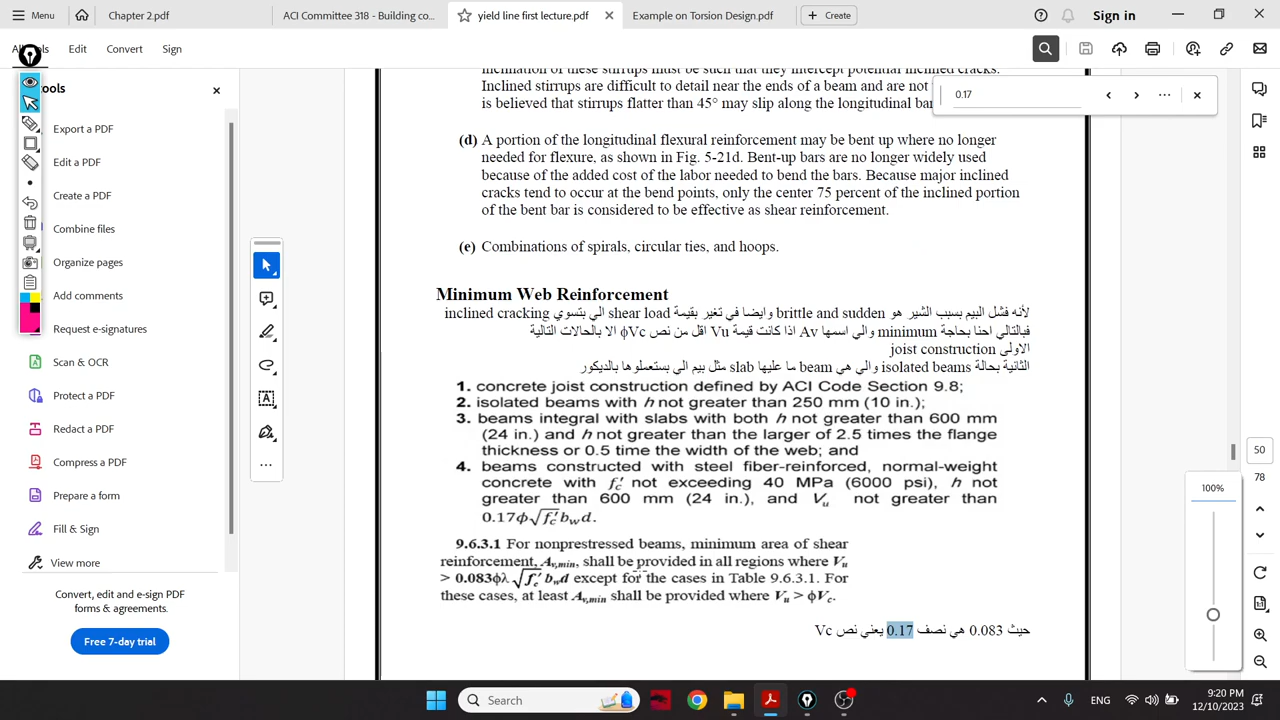 Menu
Chapter 2.pdf
ACI Committee 318 - Building co...
yield line first lecture.pdf
Example on Torsion Design.pdf
Create
Sign in
Edit
Convert
Sign
ools
Export a PDF
Edit a PDF
Create a PDF
Combine files
Organize pages
Add comments
Request e-signatures
Scan & OCR
Protect a PDF
Redact a PDF
Compress a PDF
Prepare a form
Fill & Sign
View more
Convert, edit and e-sign PDF
forms & agreements.
Free 7-day trial
0.17
inclination of these stirrups must be such that they intercept potential inclined cracks.
Inclined stirrups are difficult to detail near the ends of a beam and are not
is believed that stirrups flatter than 45° may slip along the longitudinal bar
(d) A portion of the longitudinal flexural reinforcement may be bent up where no longer
needed for flexure, as shown in Fig. 5-21d. Bent-up bars are no longer widely used
because of the added cost of the labor needed to bend the bars. Because major inclined
cracks tend to occur at the bend points, only the center 75 percent of the inclined portion
of the bent bar is considered to be effective as shear reinforcement.
(e) Combinations of spirals, circular ties, and hoops.
Minimum Web Reinforcement
لأنه فشل البيم بسبب الشير هو brittle and sudden وايضا في تغير بقيمة shear load الي بتسوي inclined cracking
فبالتالي احنا بحاجة minimum والي اسمها Av اذا كانت قيمة Vu اقل من نص ϕVc الا بالحالات التالية
الاولى joist construction
الثانية بحالة isolated beams والي هي beam ما عليها slab مثل بيم الي بستعملوها بالديكور
1. concrete joist construction defined by ACI Code Section 9.8;
2. isolated beams with h not greater than 250 mm (10 in.);
3. beams integral with slabs with both h not greater than 600 mm
(24 in.) and h not greater than the larger of 2.5 times the flange
thickness or 0.5 time the width of the web; and
4. beams constructed with steel fiber-reinforced, normal-weight
concrete with f′c not exceeding 40 MPa (6000 psi), h not
greater than 600 mm (24 in.), and Vu not greater than
0.17ϕ√f′c bwd.
9.6.3.1 For nonprestressed beams, minimum area of shear
reinforcement, Av,min, shall be provided in all regions where Vu
> 0.083ϕλ√f′c bwd except for the cases in Table 9.6.3.1. For
these cases, at least Av,min shall be provided where Vu > ϕVc.
حيث 0.083 هي نصف 0.17 يعني نص Vc
50
78
100%
Search
ENG
9:20 PM
12/10/2023